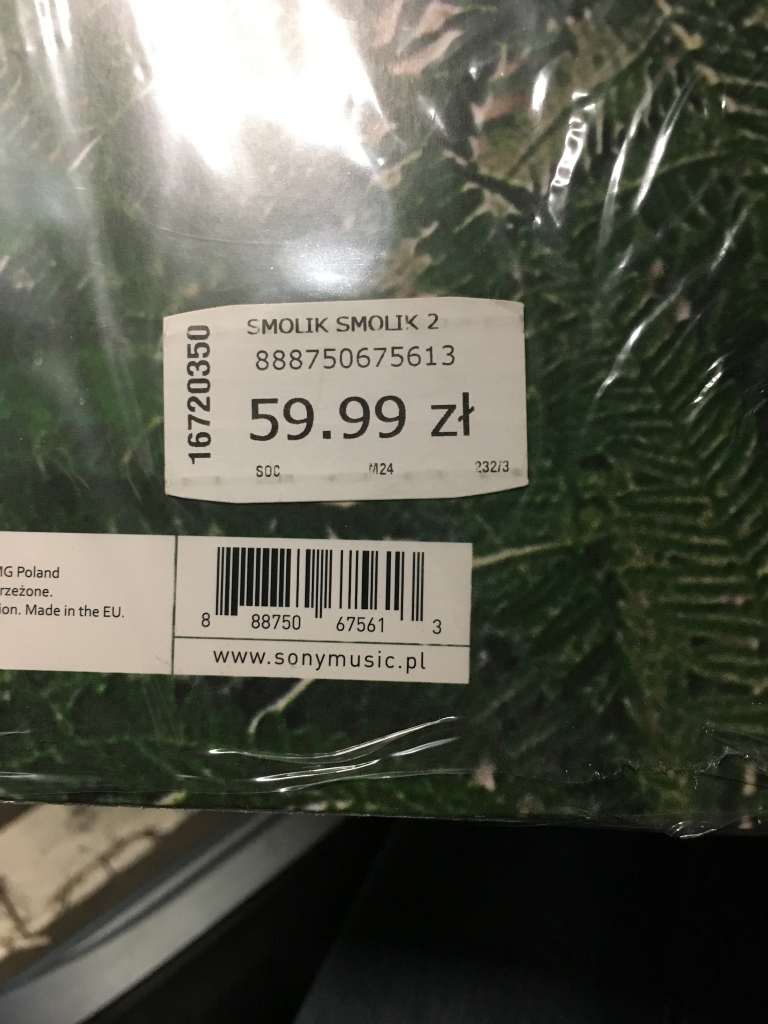 SMOLIK SMOLIK 2
16720350
888750675613
59.99 zł
SOC M24 232/3
MG Poland
rzeżone.
ion. Made in the EU.
8 88750 67561 3
www.sonymusic.pl